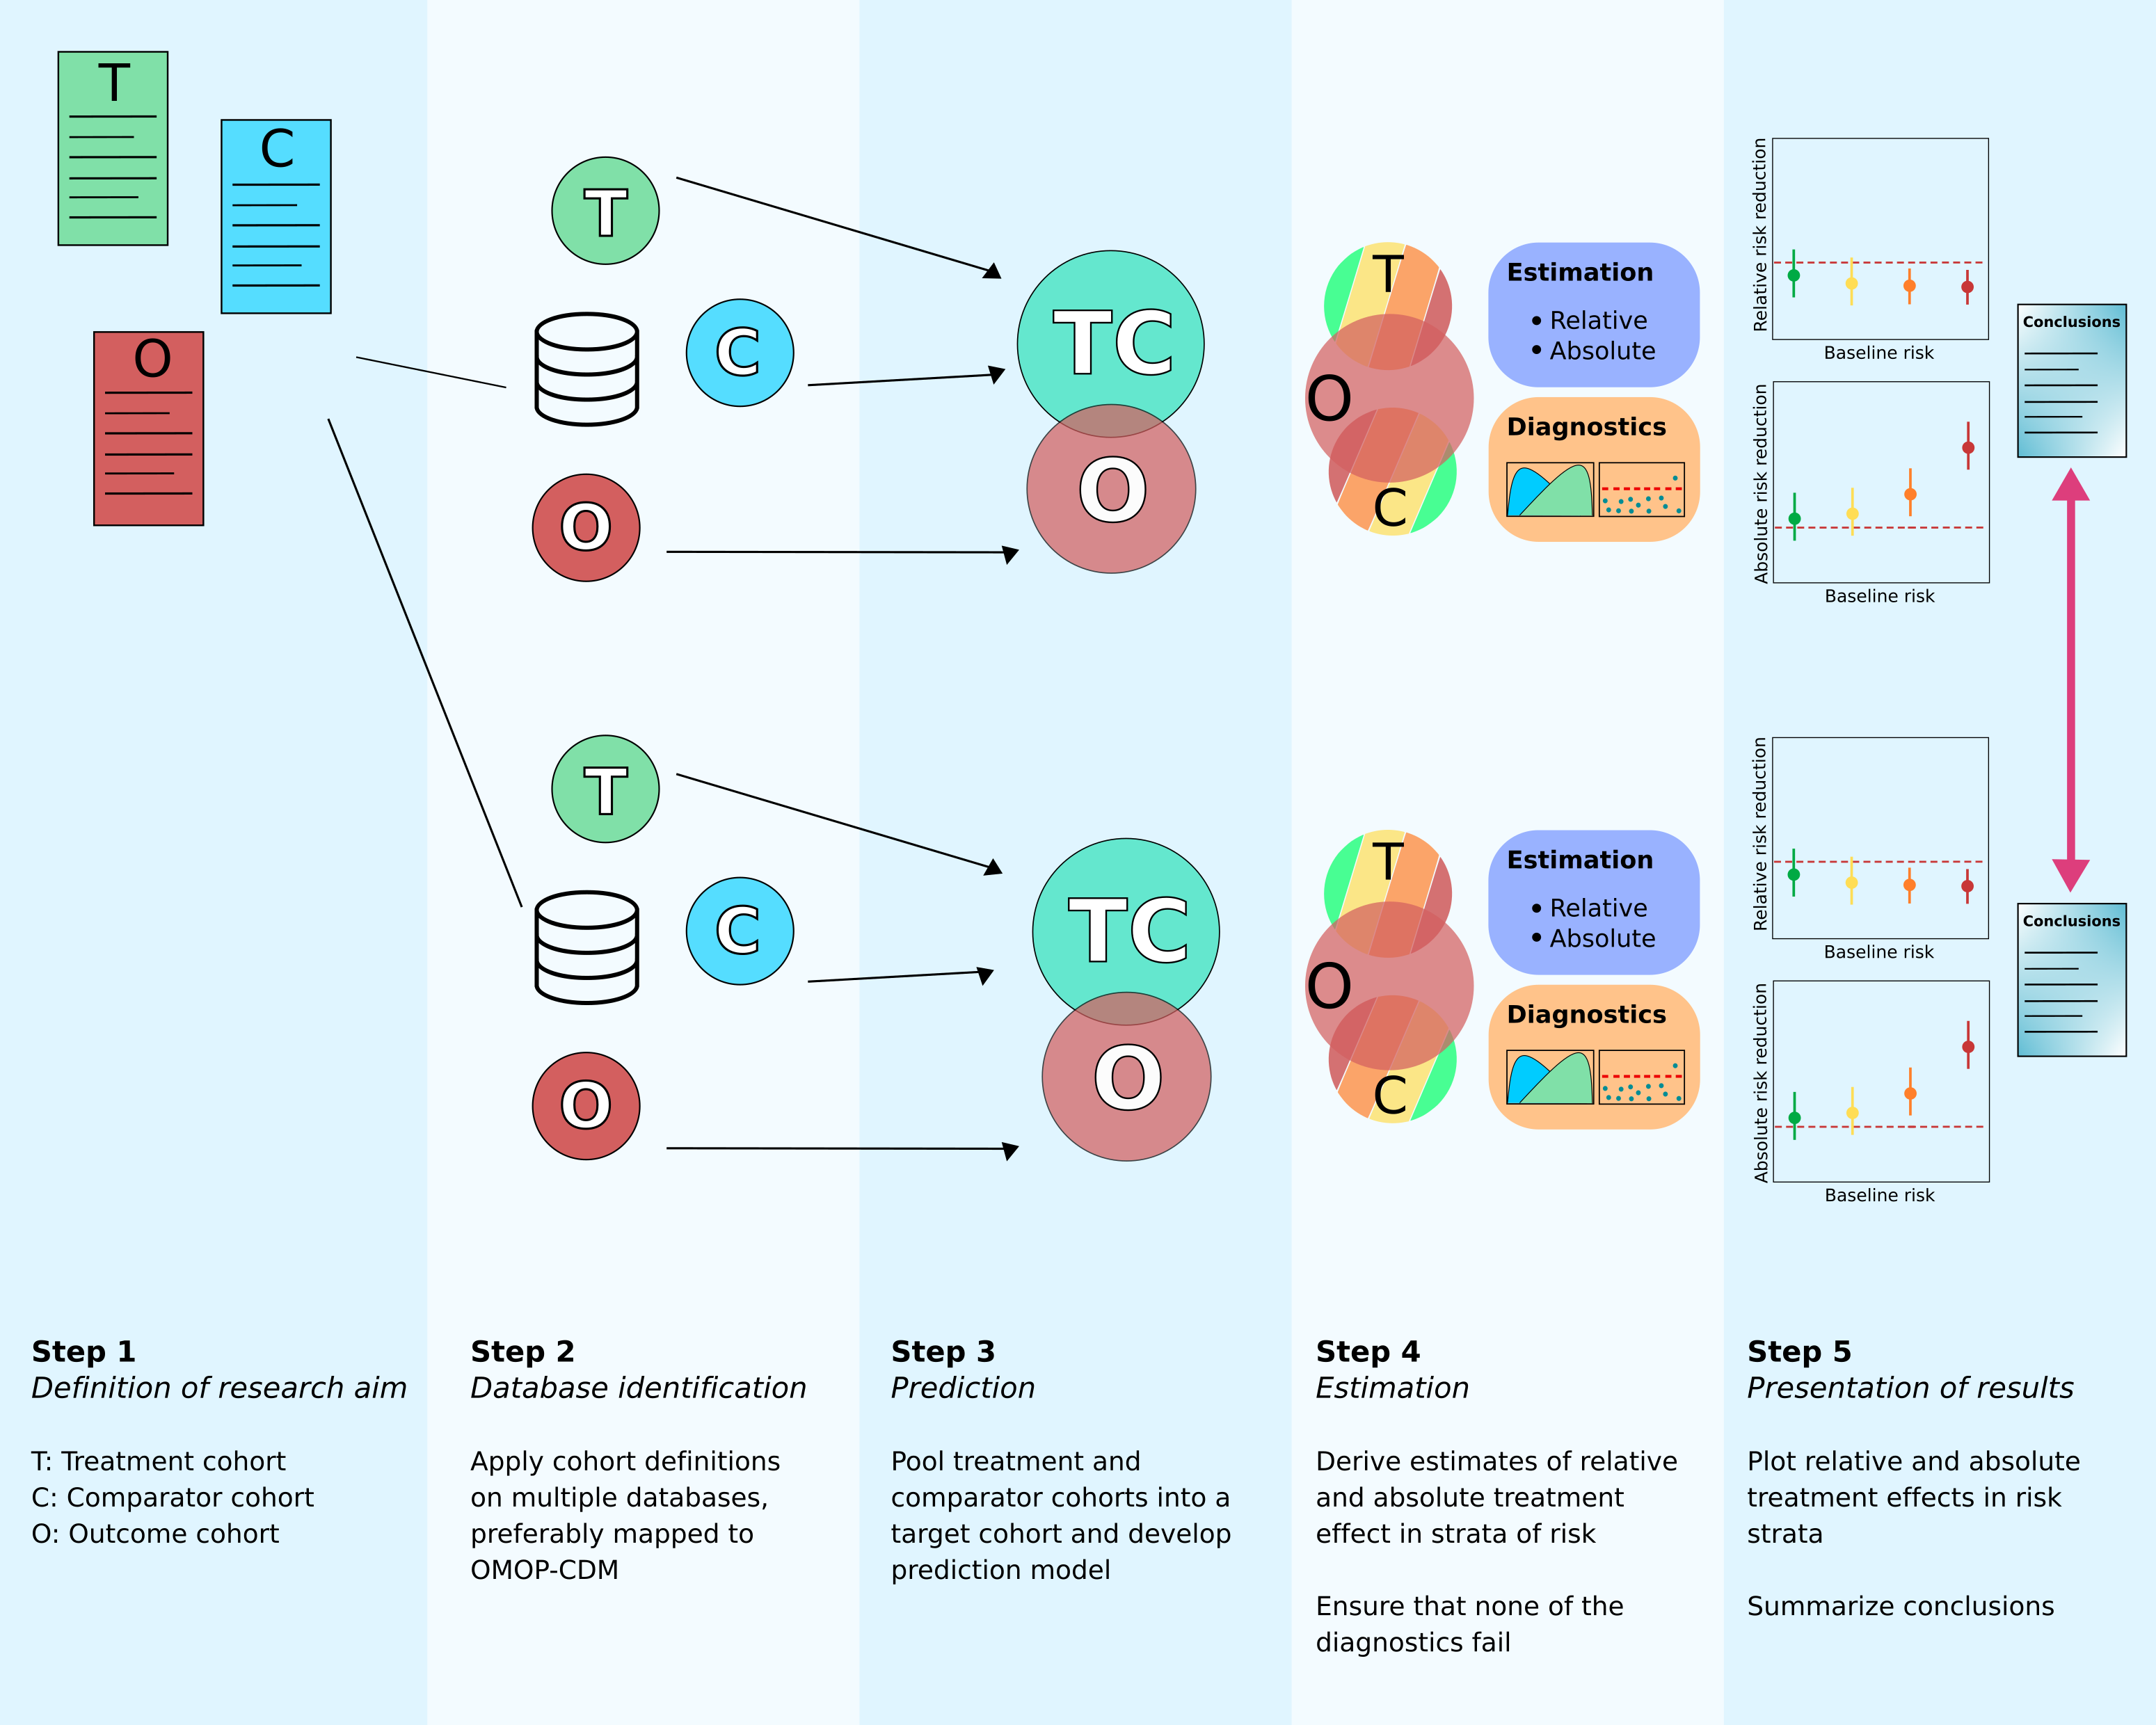 T
C
O
T
C
O
TC
O
T
O
C
Estimation
• Relative
• Absolute
Diagnostics
Relative risk reduction
Baseline risk
Absolute risk reduction
Baseline risk
Conclusions
T
C
O
TC
O
T
O
C
Estimation
• Relative
• Absolute
Diagnostics
Relative risk reduction
Baseline risk
Absolute risk reduction
Baseline risk
Conclusions
Step 1
Definition of research aim
T: Treatment cohort
C: Comparator cohort
O: Outcome cohort
Step 2
Database identification
Apply cohort definitions
on multiple databases,
preferably mapped to
OMOP-CDM
Step 3
Prediction
Pool treatment and
comparator cohorts into a
target cohort and develop
prediction model
Step 4
Estimation
Derive estimates of relative
and absolute treatment
effect in strata of risk
Ensure that none of the
diagnostics fail
Step 5
Presentation of results
Plot relative and absolute
treatment effects in risk
strata
Summarize conclusions